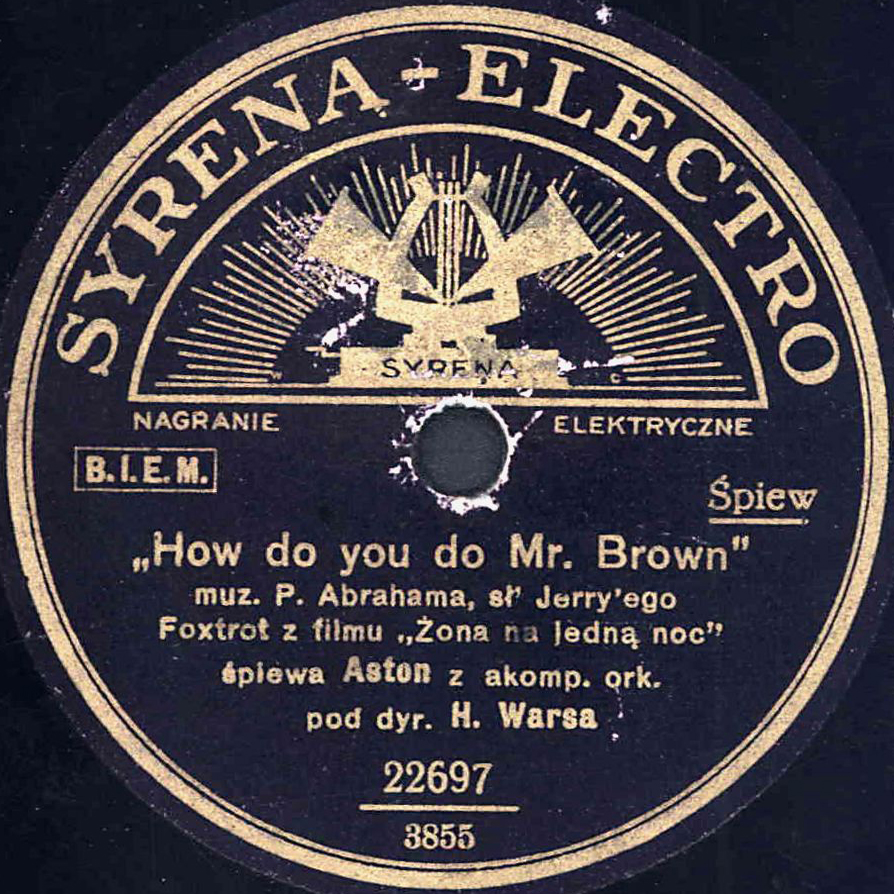 SYRENA-ELECTRO
SYRENA
NAGRANIE ELEKTRYCZNE
B.I.E.M.
Śpiew
„How do you do Mr. Brown”
muz. P. Abrahama, sł’ Jerry’ego
Foxtrot z filmu „Żona na jedną noc”
śpiewa Aston z akomp. ork.
pod dyr. H. Warsa
22697
3855